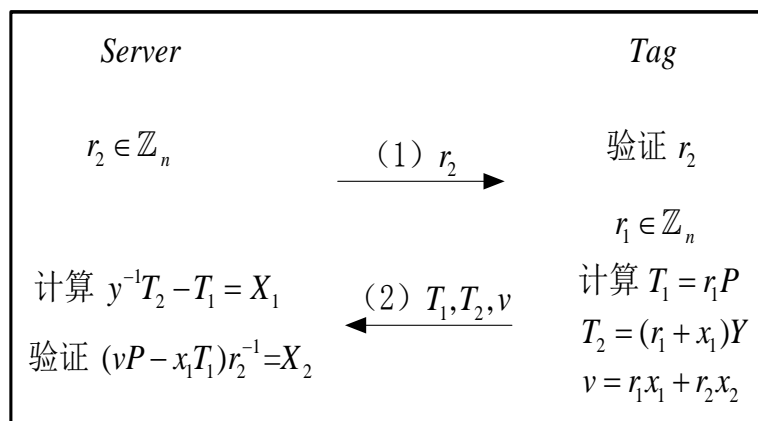 Server Tag
r₂ ∈ ℤₙ (1) r₂ 验证 r₂
r₁ ∈ ℤₙ
计算 y⁻¹T₂ − T₁ = X₁ (2) T₁,T₂,v 计算 T₁ = r₁P
T₂ = (r₁ + x₁)Y
验证 (vP − x₁T₁)r₂⁻¹=X₂
v = r₁x₁ + r₂x₂